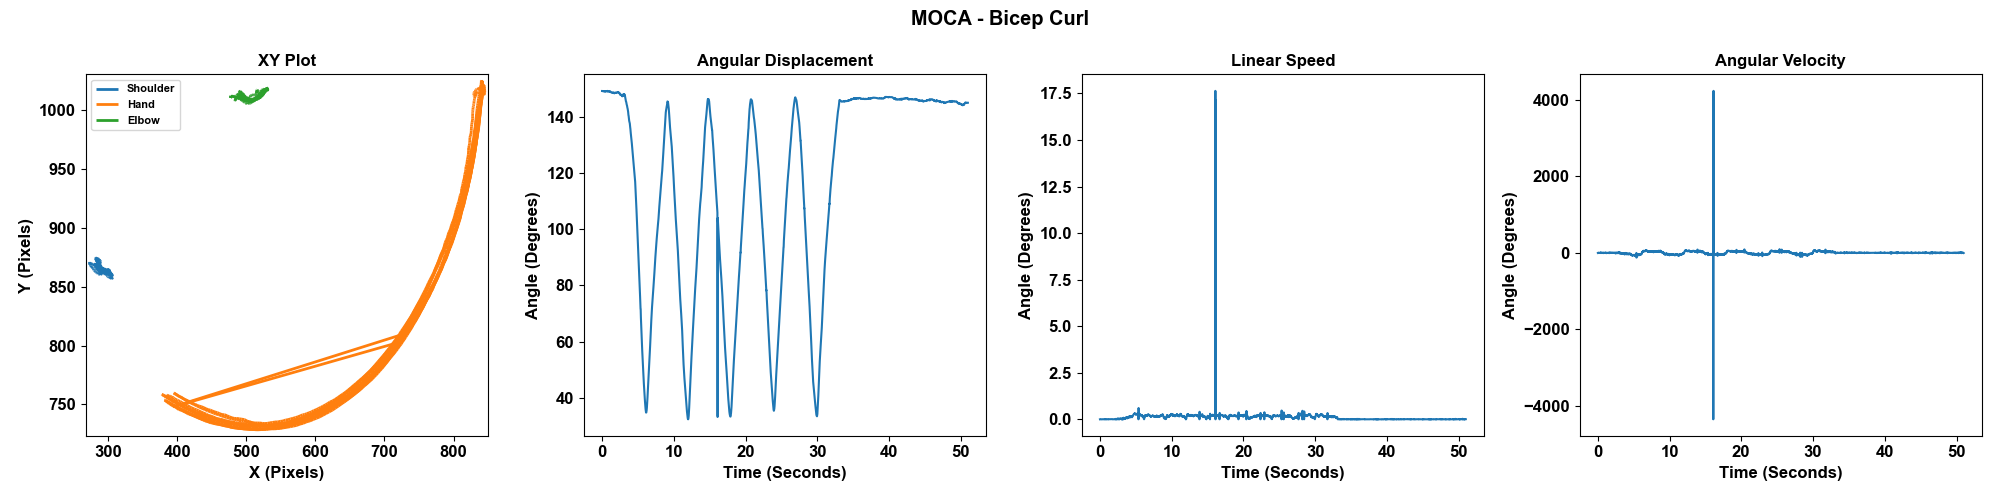 MOCA - Bicep Curl
XY Plot
Shoulder
Hand
Elbow
1000
950
900
850
800
750
Y (Pixels)
300 400 500 600 700 800
X (Pixels)
Angular Displacement
140
120
100
80
60
40
Angle (Degrees)
0 10 20 30 40 50
Time (Seconds)
Linear Speed
17.5
15.0
12.5
10.0
7.5
5.0
2.5
0.0
Angle (Degrees)
0 10 20 30 40 50
Time (Seconds)
Angular Velocity
4000
2000
0
−2000
−4000
Angle (Degrees)
0 10 20 30 40 50
Time (Seconds)